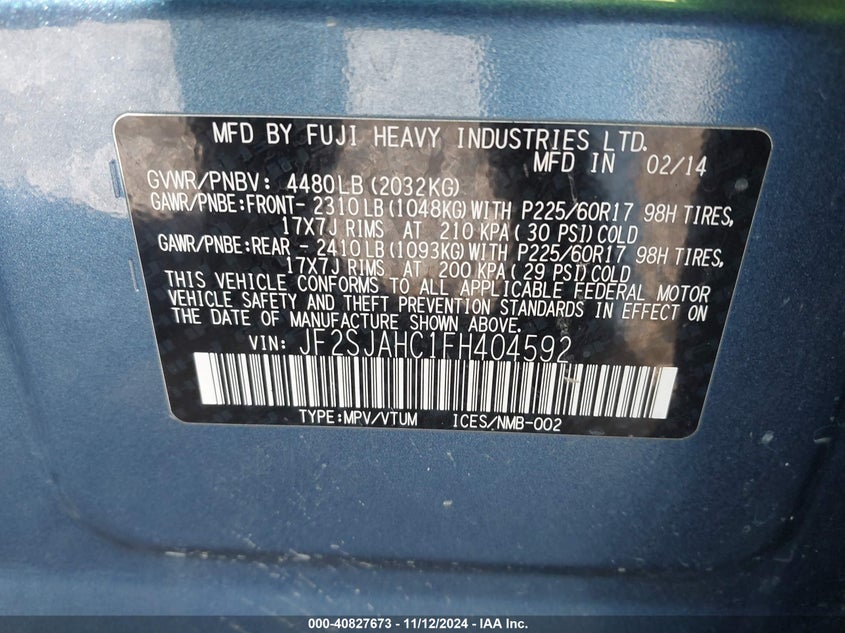 MFD BY FUJI HEAVY INDUSTRIES LTD.
MFD IN 02/14
GVWR/PNBV: 4480LB(2032KG)
GAWR/PNBE:FRONT- 2310LB(1048KG)WITH P225/60R17 98H TIRES,
17X7J RIMS AT 210 KPA( 30 PSI)COLD
GAWR/PNBE:REAR - 2410LB(1093KG)WITH P225/60R17 98H TIRES,
17X7J RIMS AT 200 KPA( 29 PSI)COLD
THIS VEHICLE CONFORMS TO ALL APPLICABLE FEDERAL MOTOR
VEHICLE SAFETY AND THEFT PREVENTION STANDARDS IN EFFECT ON
THE DATE OF MANUFACTURE SHOWN ABOVE.
VIN: JF2SJAHC1FH404592
TYPE:MPV/VTUM ICES/NMB-002
000-40827673 - 11/12/2024 - IAA Inc.